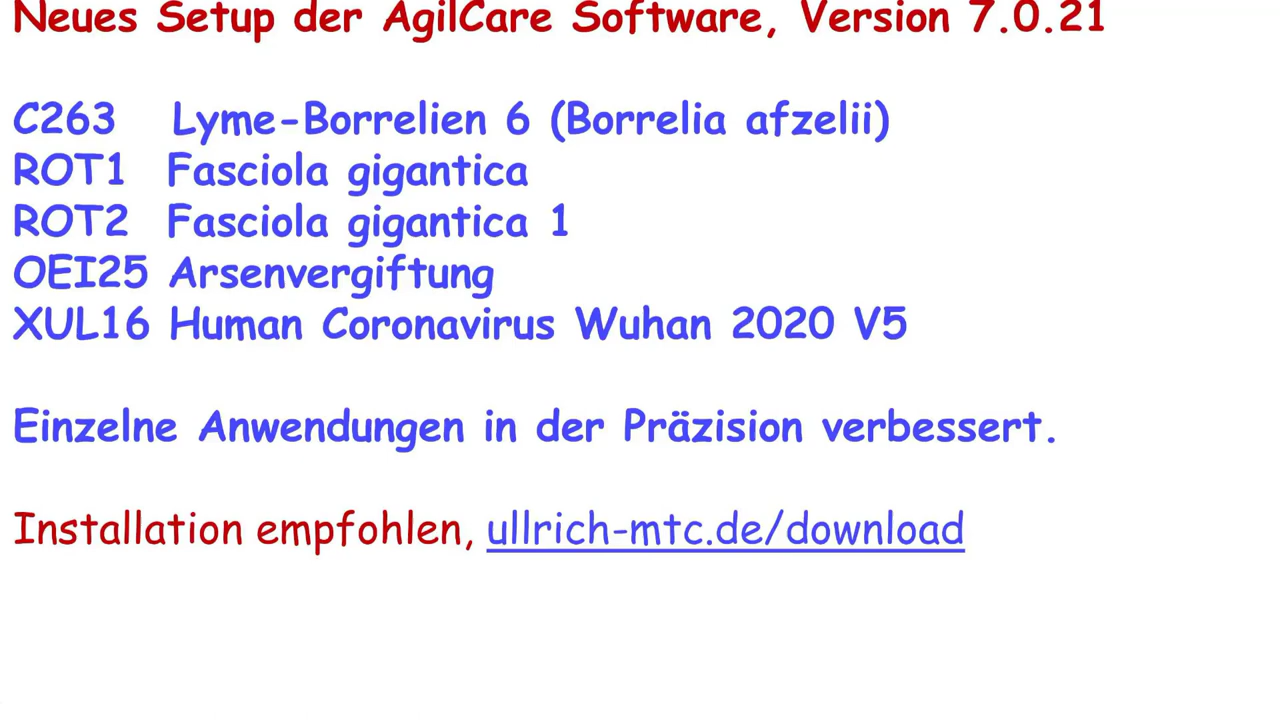 Neues Setup der AgilCare Software, Version 7.0.21
C263 Lyme-Borrelien 6 (Borrelia afzelii)
ROT1 Fasciola gigantica
ROT2 Fasciola gigantica 1
OEI25 Arsenvergiftung
XUL16 Human Coronavirus Wuhan 2020 V5
Einzelne Anwendungen in der Präzision verbessert.
Installation empfohlen, ullrich-mtc.de/download